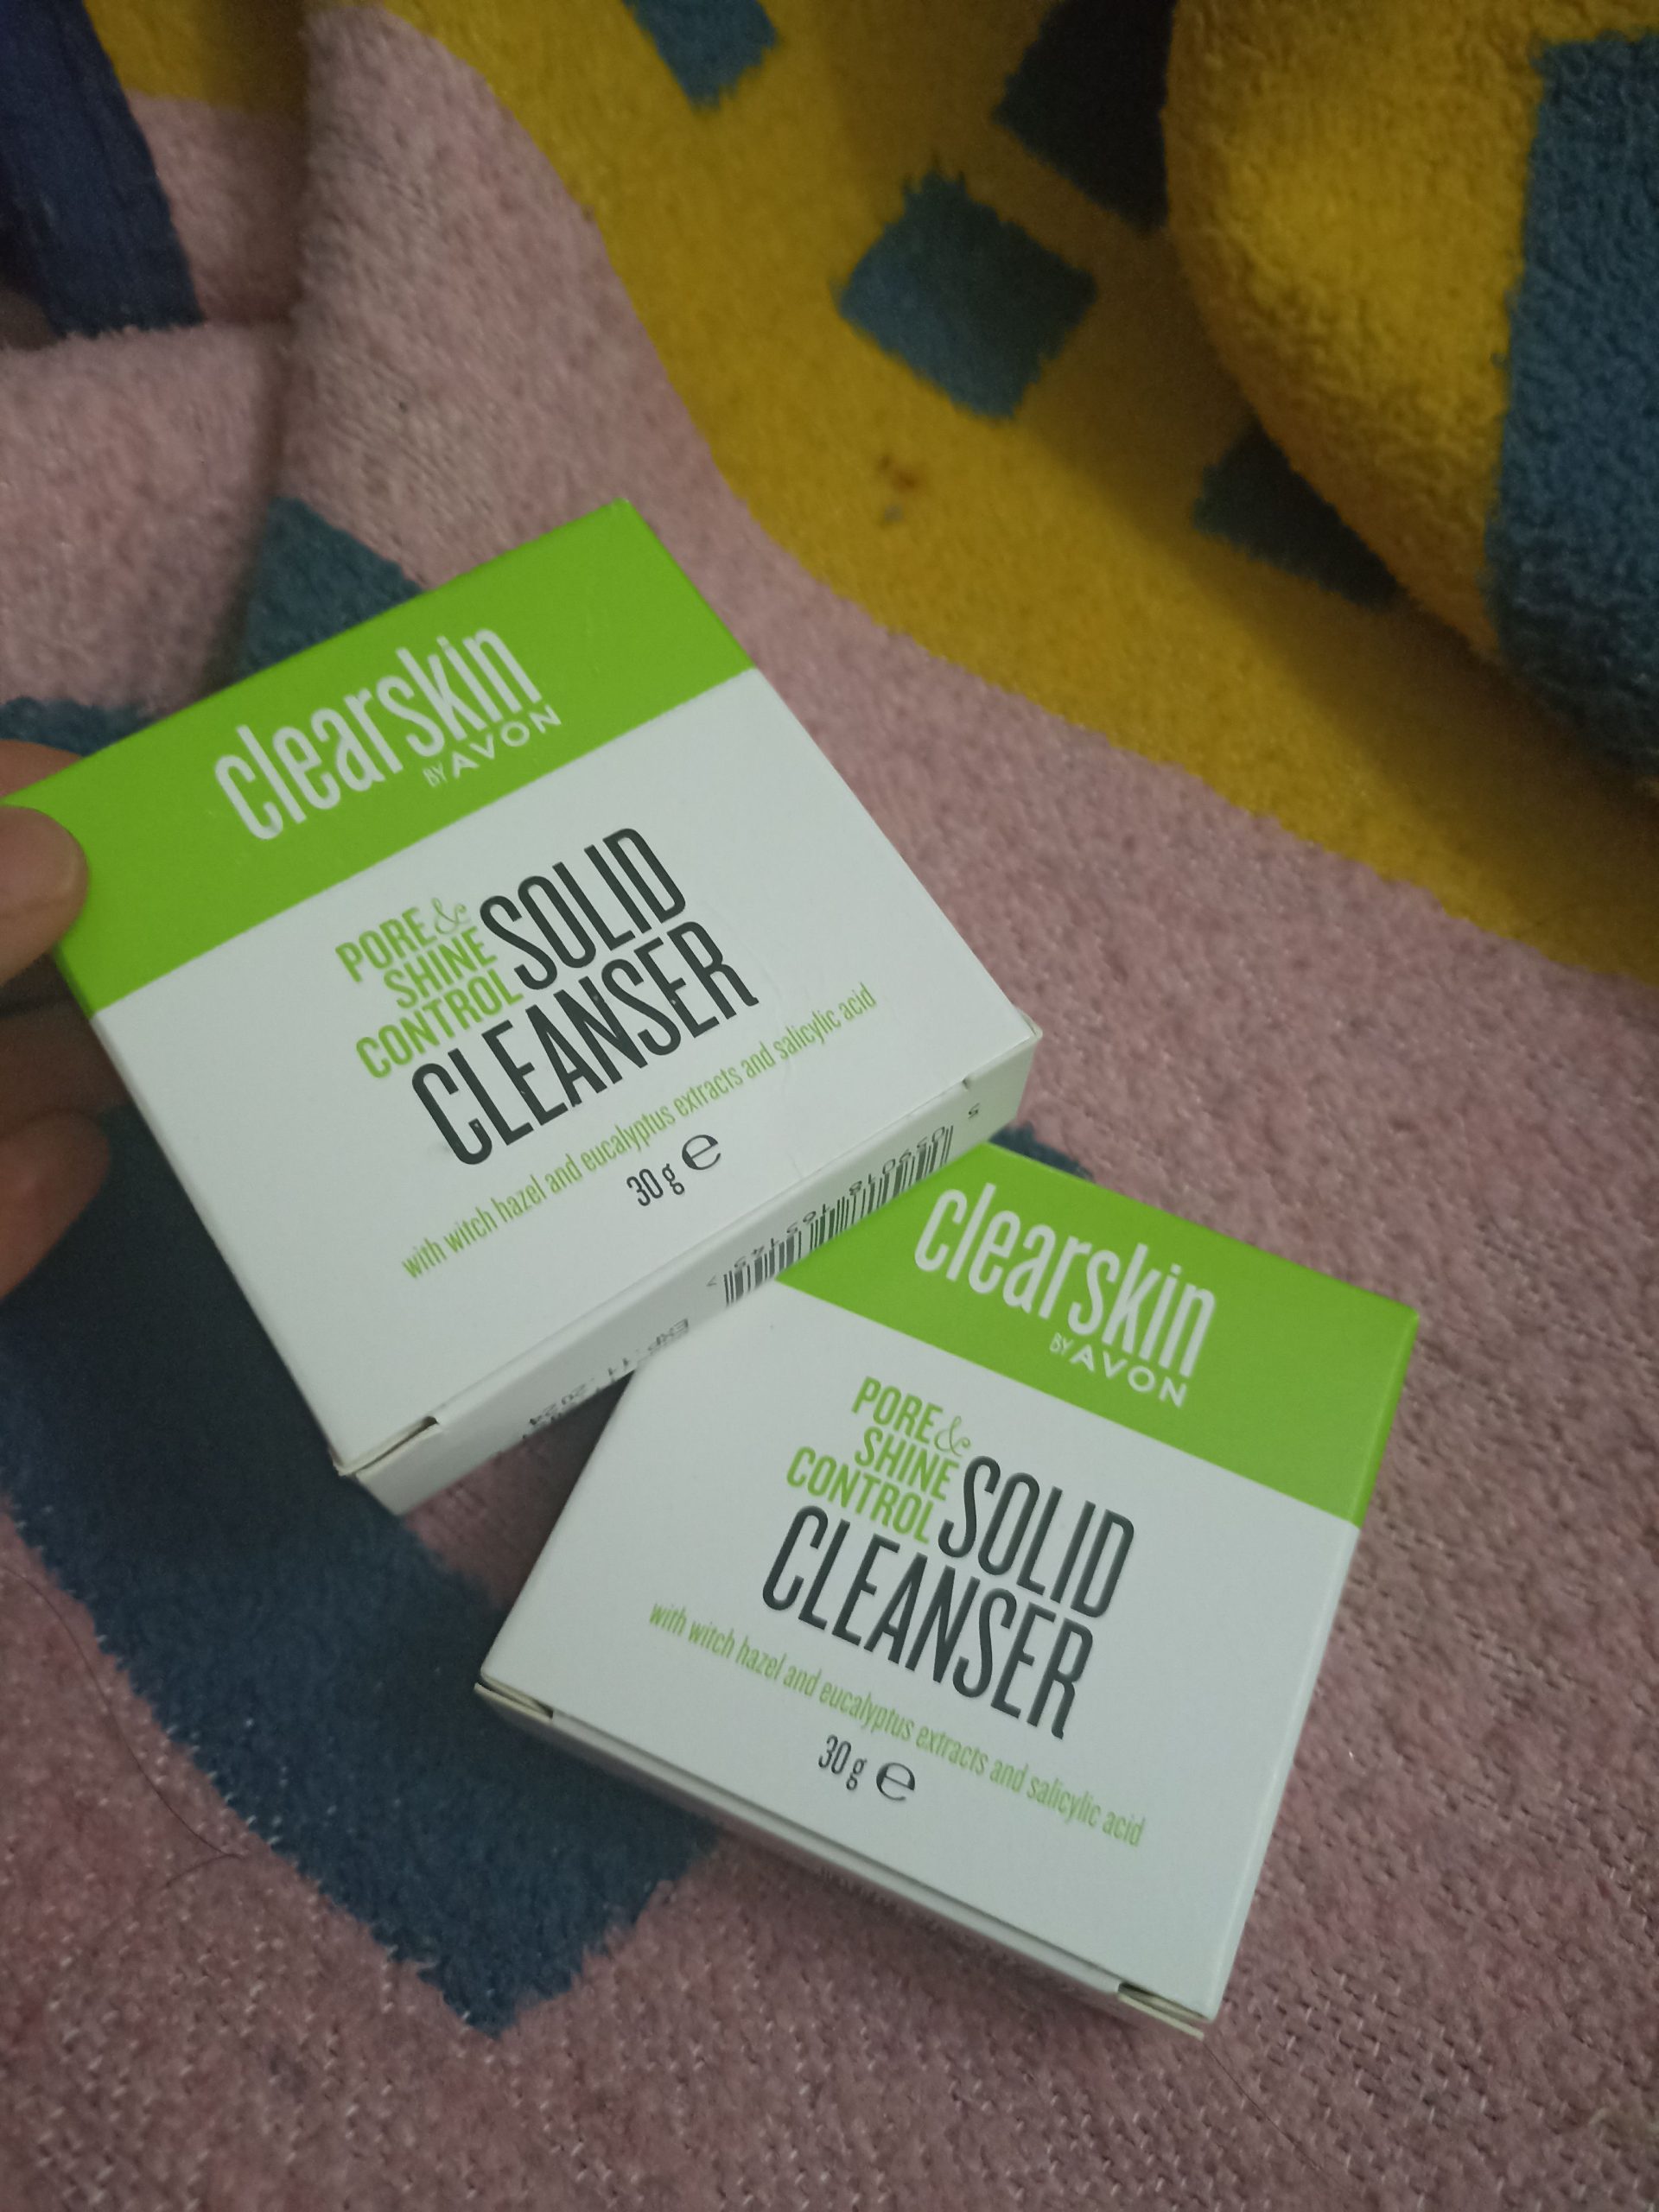 clearskin
BY AVON
PORE &
SHINE
CONTROL
SOLID
CLEANSER
with witch hazel and eucalyptus extracts and salicylic acid
30 g ℮
clearskin
BY AVON
PORE &
SHINE
CONTROL
SOLID
CLEANSER
with witch hazel and eucalyptus extracts and salicylic acid
30 g ℮